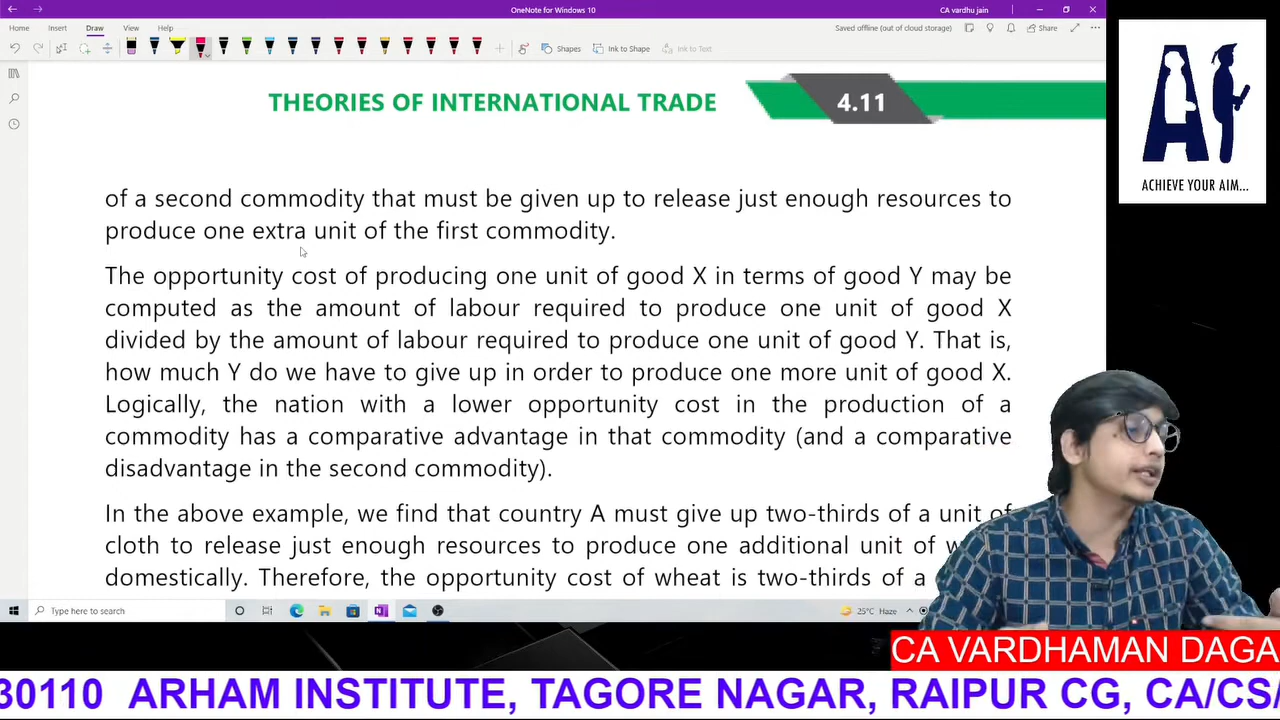 OneNote for Windows 10
CA vardhu jain
Home Insert Draw View Help
Saved offline (out of cloud storage)
Share
Shapes
Ink to Shape
Ink to Text
THEORIES OF INTERNATIONAL TRADE
4.11
of a second commodity that must be given up to release just enough resources to
produce one extra unit of the first commodity.
The opportunity cost of producing one unit of good X in terms of good Y may be
computed as the amount of labour required to produce one unit of good X
divided by the amount of labour required to produce one unit of good Y. That is,
how much Y do we have to give up in order to produce one more unit of good X.
Logically, the nation with a lower opportunity cost in the production of a
commodity has a comparative advantage in that commodity (and a comparative
disadvantage in the second commodity).
In the above example, we find that country A must give up two-thirds of a unit of
cloth to release just enough resources to produce one additional unit of
domestically. Therefore, the opportunity cost of wheat is two-thirds of a
Type here to search
25°C Haze
ACHIEVE YOUR AIM...
CA VARDHAMAN DAGA
30110 ARHAM INSTITUTE, TAGORE NAGAR, RAIPUR CG, CA/CS/